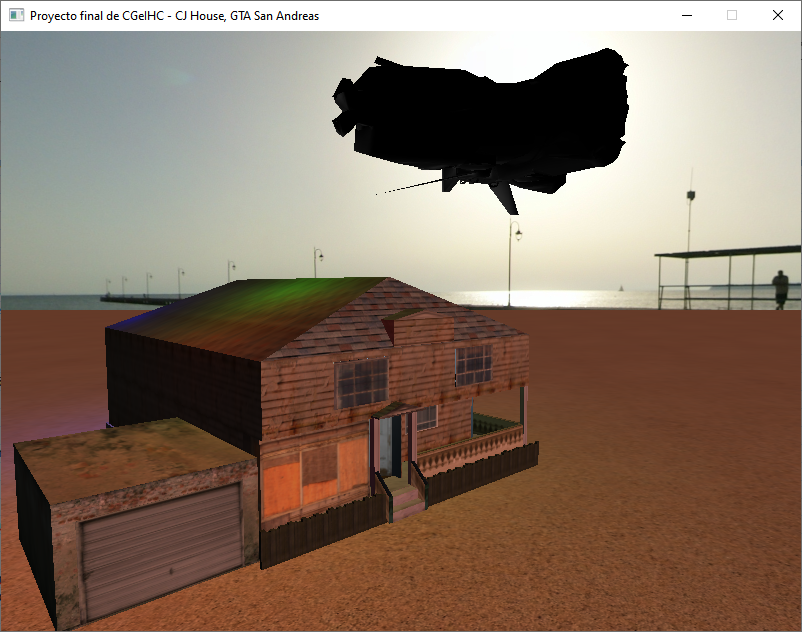 Proyecto final de CGeIHC - CJ House, GTA San Andreas